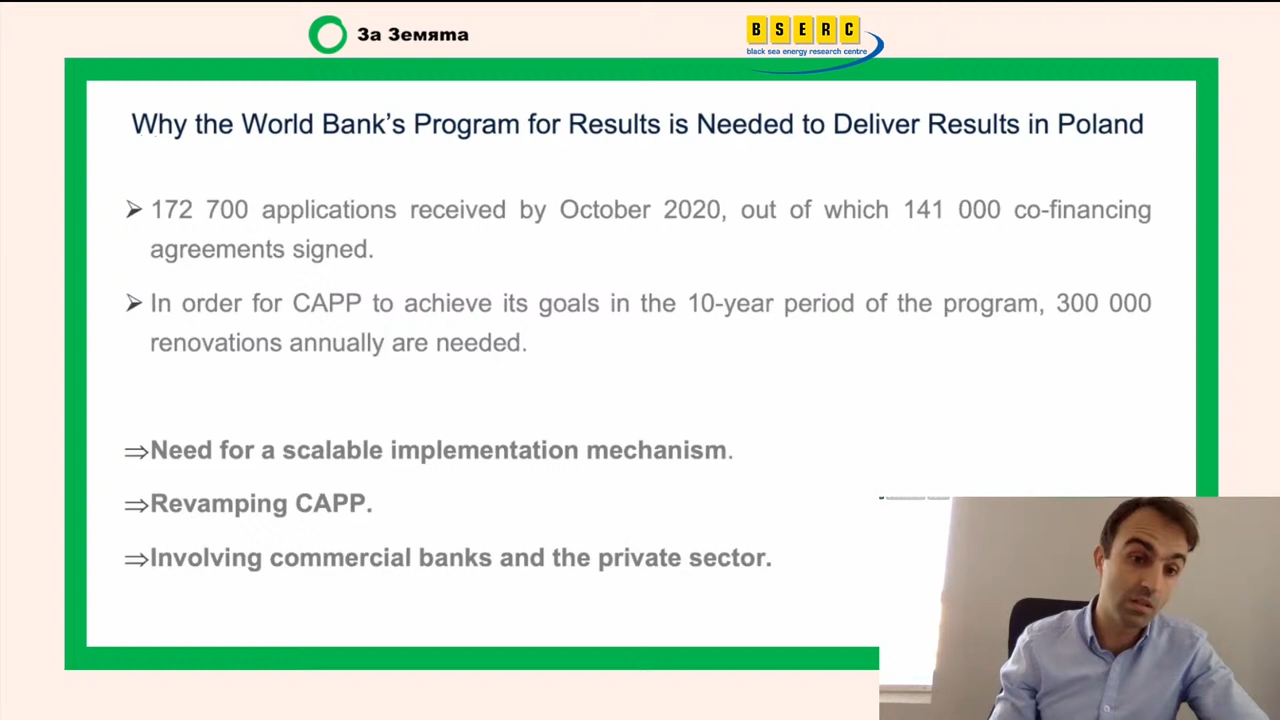 За Земята
BSERC
black sea energy research centre
Why the World Bank’s Program for Results is Needed to Deliver Results in Poland
➢ 172 700 applications received by October 2020, out of which 141 000 co-financing
agreements signed.
➢ In order for CAPP to achieve its goals in the 10-year period of the program, 300 000
renovations annually are needed.
⇒Need for a scalable implementation mechanism.
⇒Revamping CAPP.
⇒Involving commercial banks and the private sector.